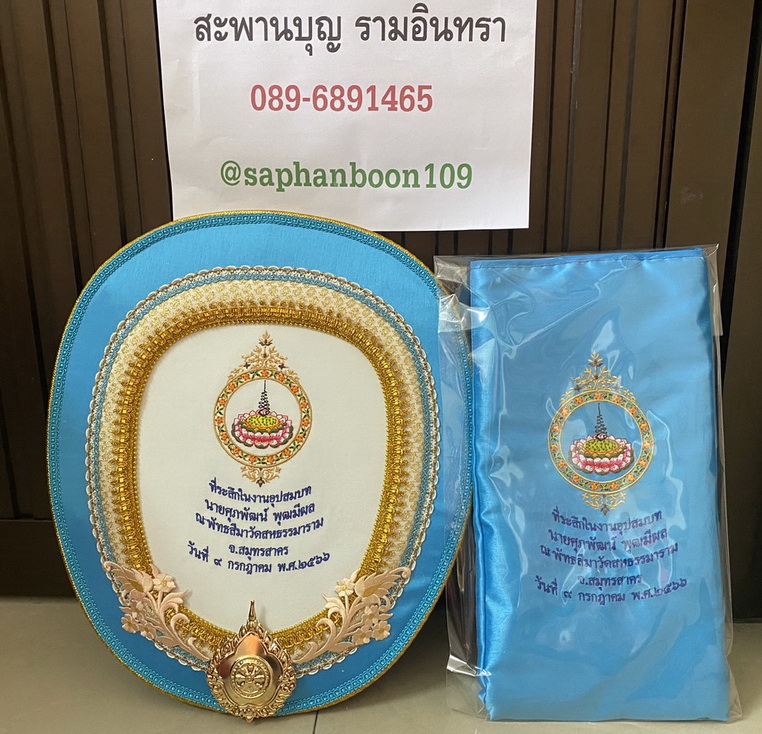 สะพานบุญ รามอินทรา
089-6891465
@saphanboon109
ที่ระลึกในงานอุปสมบท
นายศุภพัฒน์ พุฒมีผล
ณ พัทธสีมาวัดสหธรรมาราม
จ.สมุทรสาคร
วันที่ ๙ กรกฎาคม พ.ศ.๒๕๖๖
ที่ระลึกในงานอุปสมบท
นายศุภพัฒน์ พุฒมีผล
ณ พัทธสีมาวัดสหธรรมาราม
จ.สมุทรสาคร
วันที่ ๙ กรกฎาคม พ.ศ.๒๕๖๖